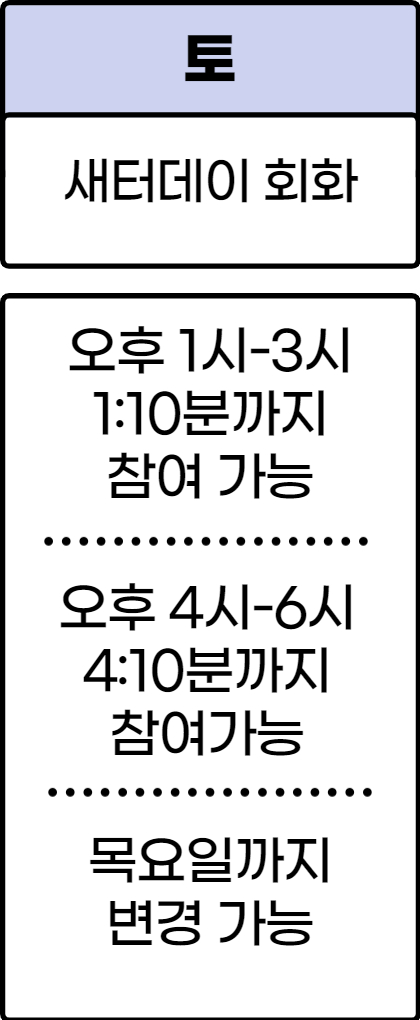 토
새터데이 회화
오후 1시-3시
1:10분까지
참여 가능
오후 4시-6시
4:10분까지
참여가능
목요일까지
변경 가능